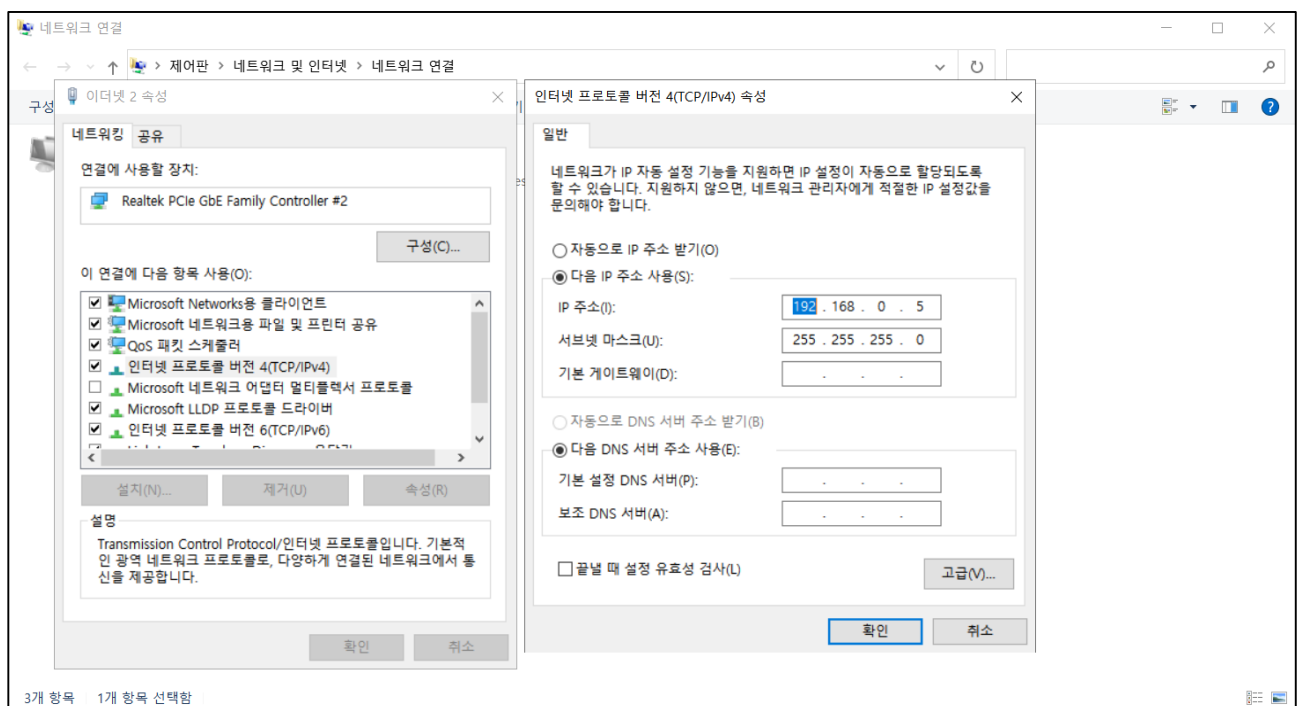 네트워크 연결
제어판 > 네트워크 및 인터넷 > 네트워크 연결
구성
이더넷 2 속성
네트워킹 공유
연결에 사용할 장치:
Realtek PCIe GbE Family Controller #2
구성(C)...
이 연결에 다음 항목 사용(O):
Microsoft Networks용 클라이언트
Microsoft 네트워크용 파일 및 프린터 공유
QoS 패킷 스케줄러
인터넷 프로토콜 버전 4(TCP/IPv4)
Microsoft 네트워크 어댑터 멀티플렉서 프로토콜
Microsoft LLDP 프로토콜 드라이버
인터넷 프로토콜 버전 6(TCP/IPv6)
설치(N)... 제거(U) 속성(R)
설명
Transmission Control Protocol/인터넷 프로토콜입니다. 기본적
인 광역 네트워크 프로토콜로, 다양하게 연결된 네트워크에서 통
신을 제공합니다.
확인 취소
인터넷 프로토콜 버전 4(TCP/IPv4) 속성
일반
네트워크가 IP 자동 설정 기능을 지원하면 IP 설정이 자동으로 할당되도록
할 수 있습니다. 지원하지 않으면, 네트워크 관리자에게 적절한 IP 설정값을
문의해야 합니다.
자동으로 IP 주소 받기(O)
다음 IP 주소 사용(S):
IP 주소(I): 192 . 168 . 0 . 5
서브넷 마스크(U): 255 . 255 . 255 . 0
기본 게이트웨이(D): . . .
자동으로 DNS 서버 주소 받기(B)
다음 DNS 서버 주소 사용(E):
기본 설정 DNS 서버(P): . . .
보조 DNS 서버(A): . . .
끝낼 때 설정 유효성 검사(L)
고급(V)...
확인 취소
3개 항목 1개 항목 선택함